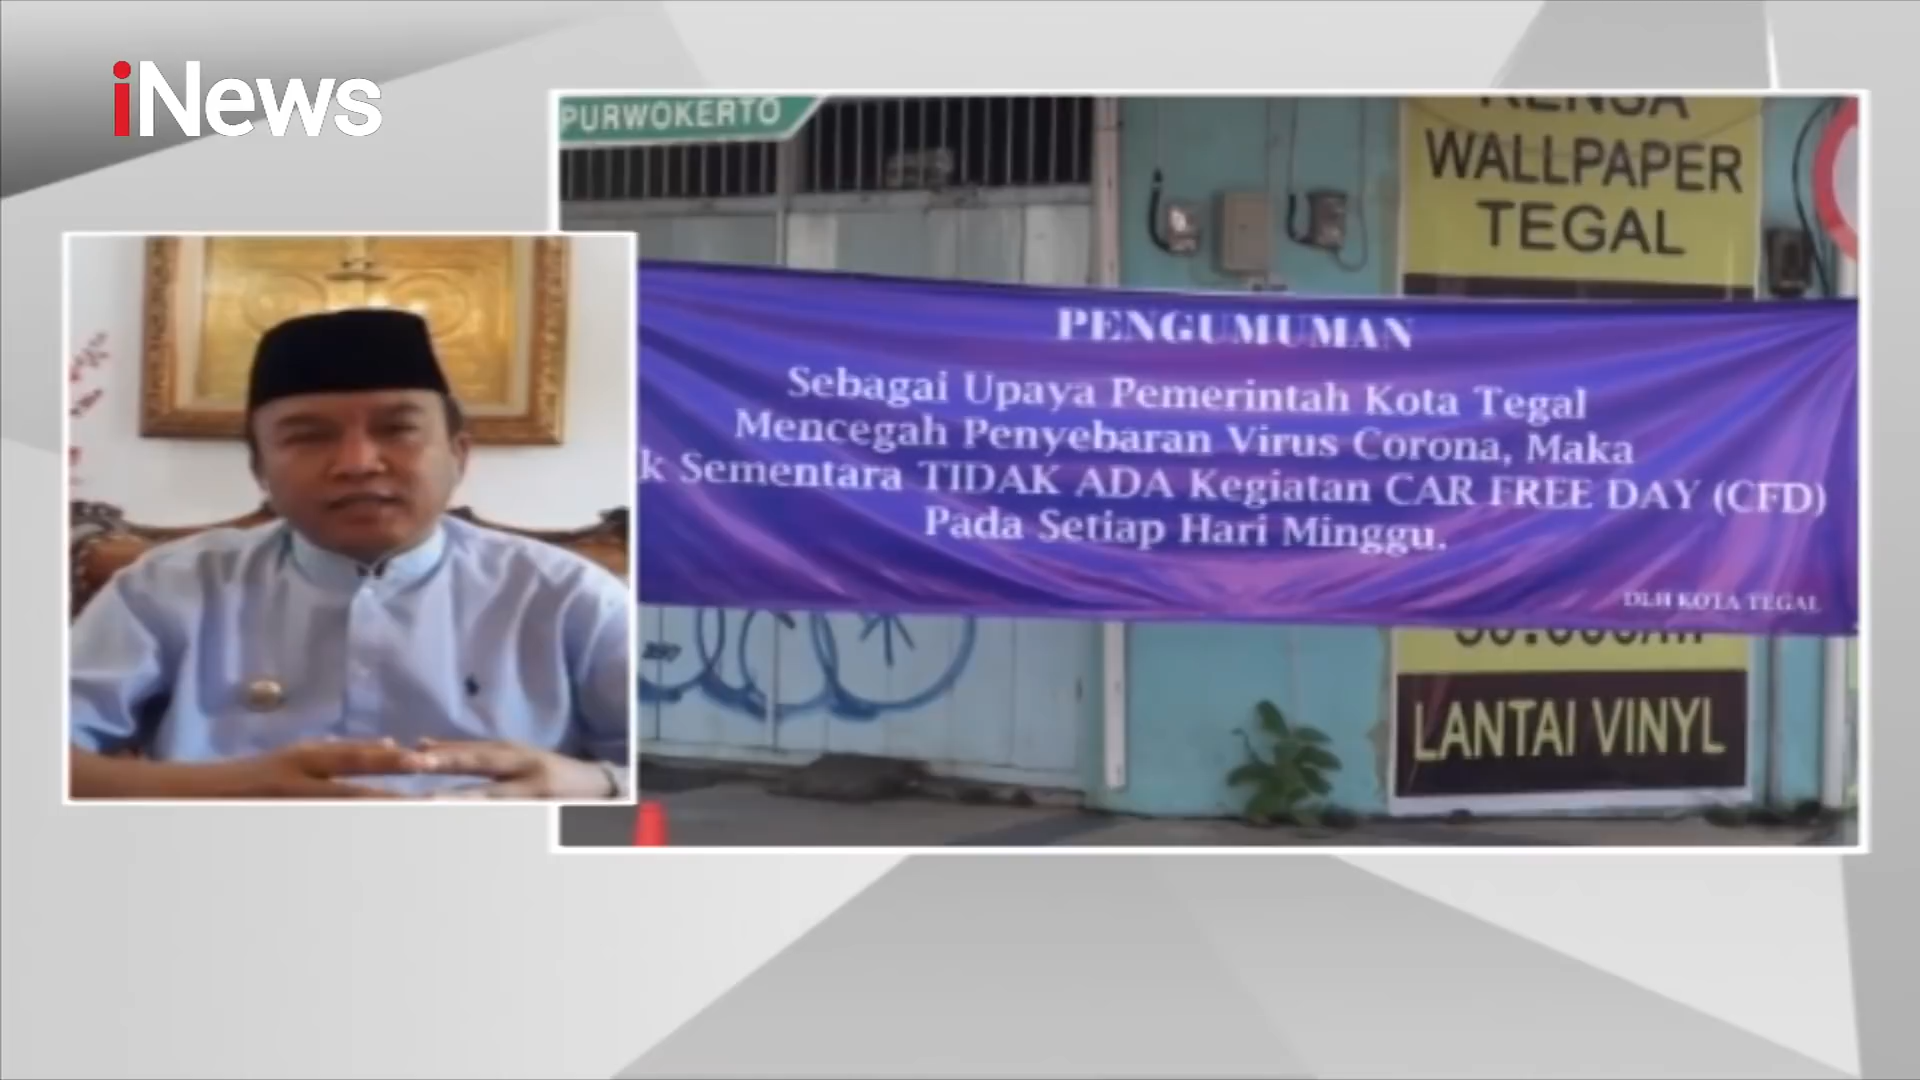 iNews
PURWOKERTO
WALLPAPER
TEGAL
PENGUMUMAN
Sebagai Upaya Pemerintah Kota Tegal
Mencegah Penyebaran Virus Corona, Maka
k Sementara TIDAK ADA Kegiatan CAR FREE DAY (CFD)
Pada Setiap Hari Minggu.
DLH KOTA TEGAL
LANTAI VINYL